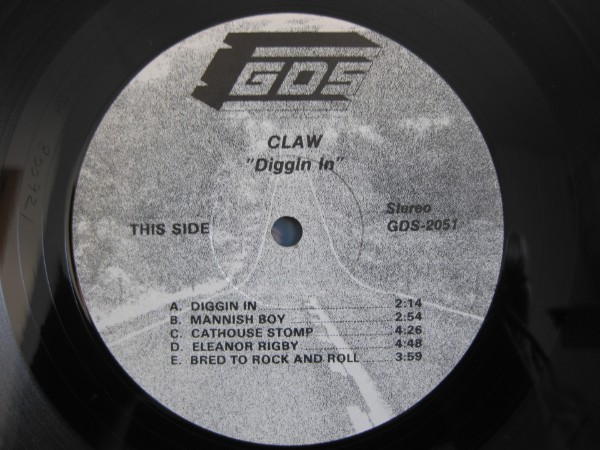 GDS
CLAW
"Diggin In"
THIS SIDE
Stereo
GDS-2051
A. DIGGIN IN 2:14
B. MANNISH BOY 2:54
C. CATHOUSE STOMP 4:26
D. ELEANOR RIGBY 4:48
E. BRED TO ROCK AND ROLL 3:59